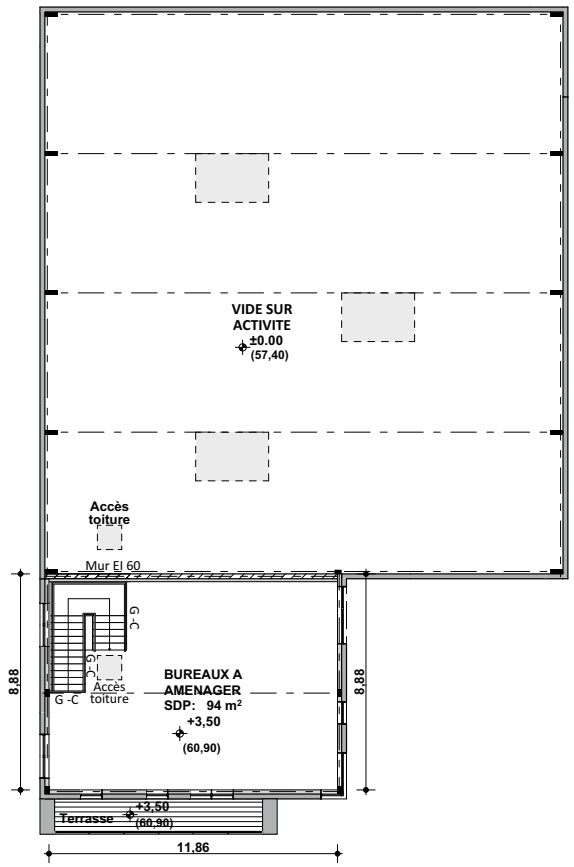 VIDE SUR
ACTIVITE
±0.00
(57,40)
Accès
toiture
Mur EI 60
G -C
G -C
G -C
Accès
toiture
BUREAUX A
AMENAGER
SDP: 94 m²
+3,50
(60,90)
8,88
8,88
Terrasse
+3,50
(60,90)
11,86